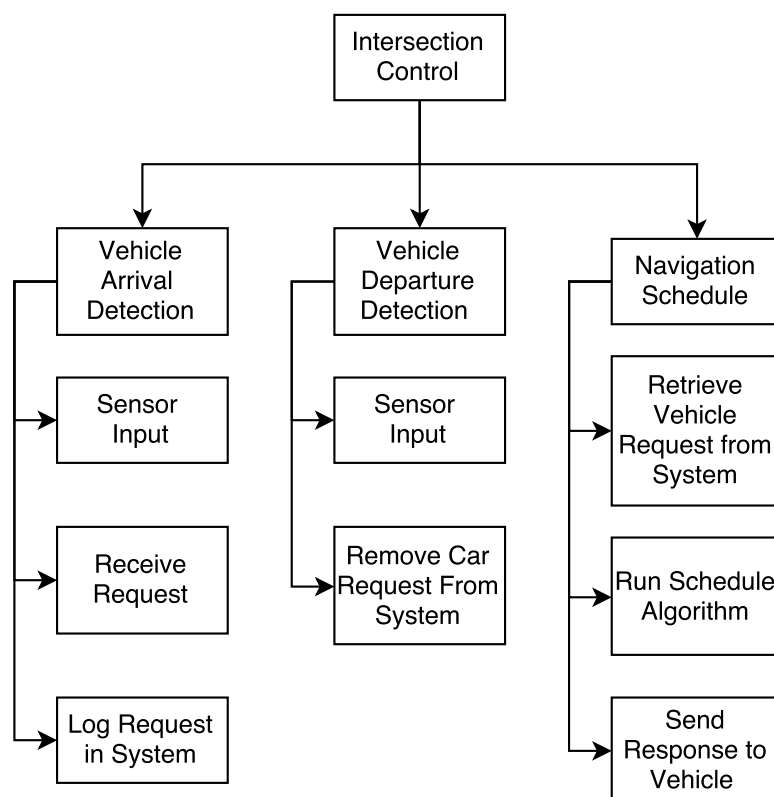 Intersection
Control
Vehicle
Arrival
Detection
Sensor
Input
Receive
Request
Log Request
in System
Vehicle
Departure
Detection
Sensor
Input
Remove Car
Request From
System
Navigation
Schedule
Retrieve
Vehicle
Request from
System
Run Schedule
Algorithm
Send
Response to
Vehicle